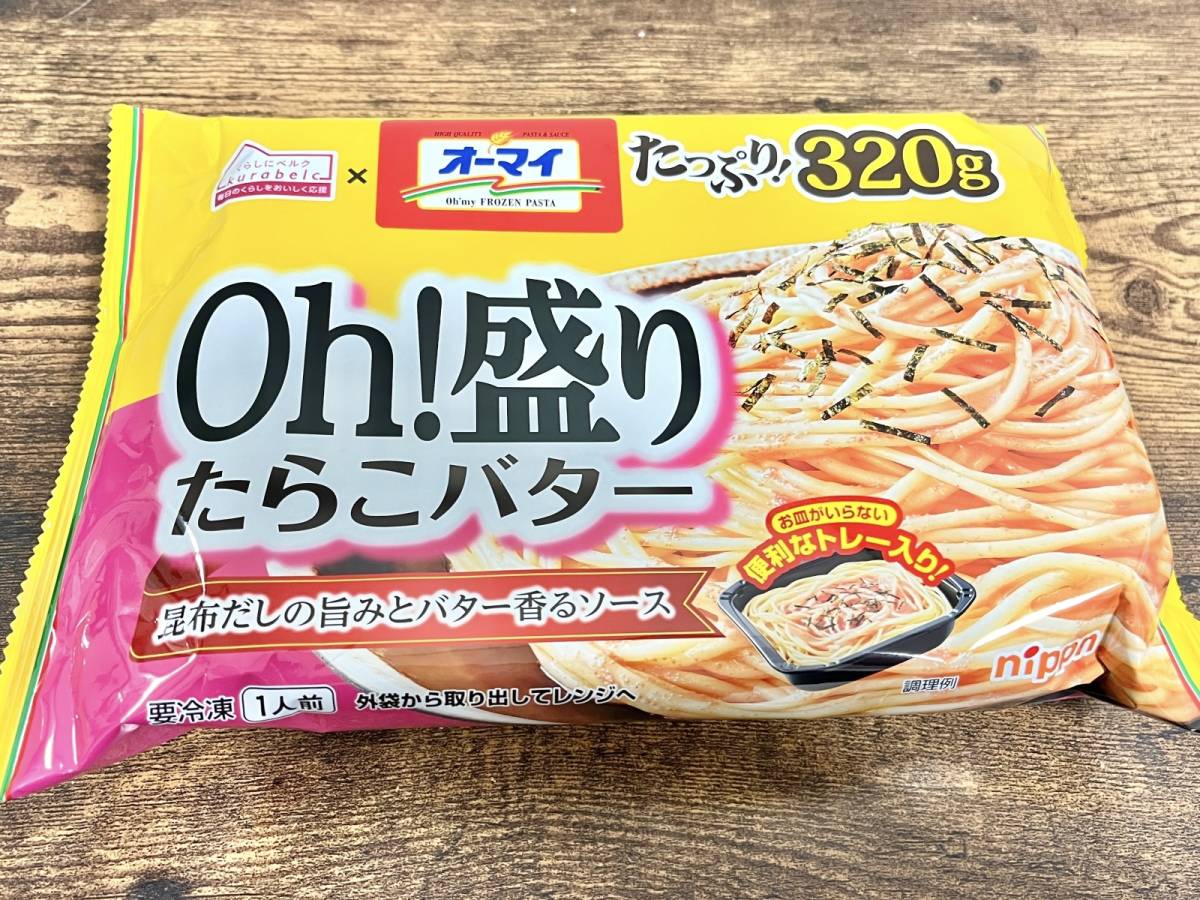 くらしにベルク
kurabelc
毎日のくらしをおいしく応援
×
HIGH QUALITY PASTA & SAUCE
オーマイ
Oh'my FROZEN PASTA
たっぷり! 320g
Oh!盛り
たらこバター
昆布だしの旨みとバター香るソース
お皿がいらない
便利なトレー入り!
要冷凍 1人前 外袋から取り出してレンジへ
調理例
nippn